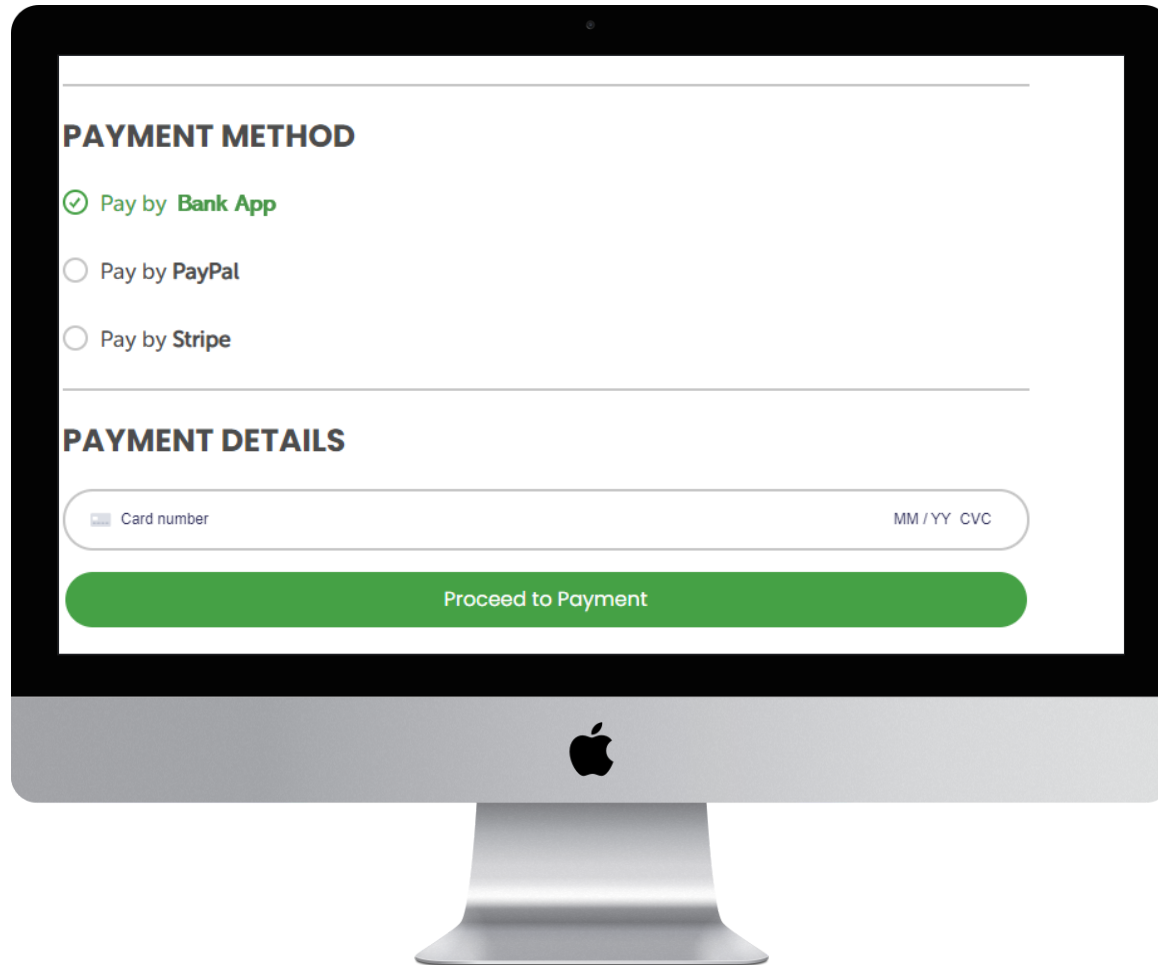 PAYMENT METHOD
Pay by Bank App
Pay by PayPal
Pay by Stripe
PAYMENT DETAILS
Card number MM / YY CVC
Proceed to Payment